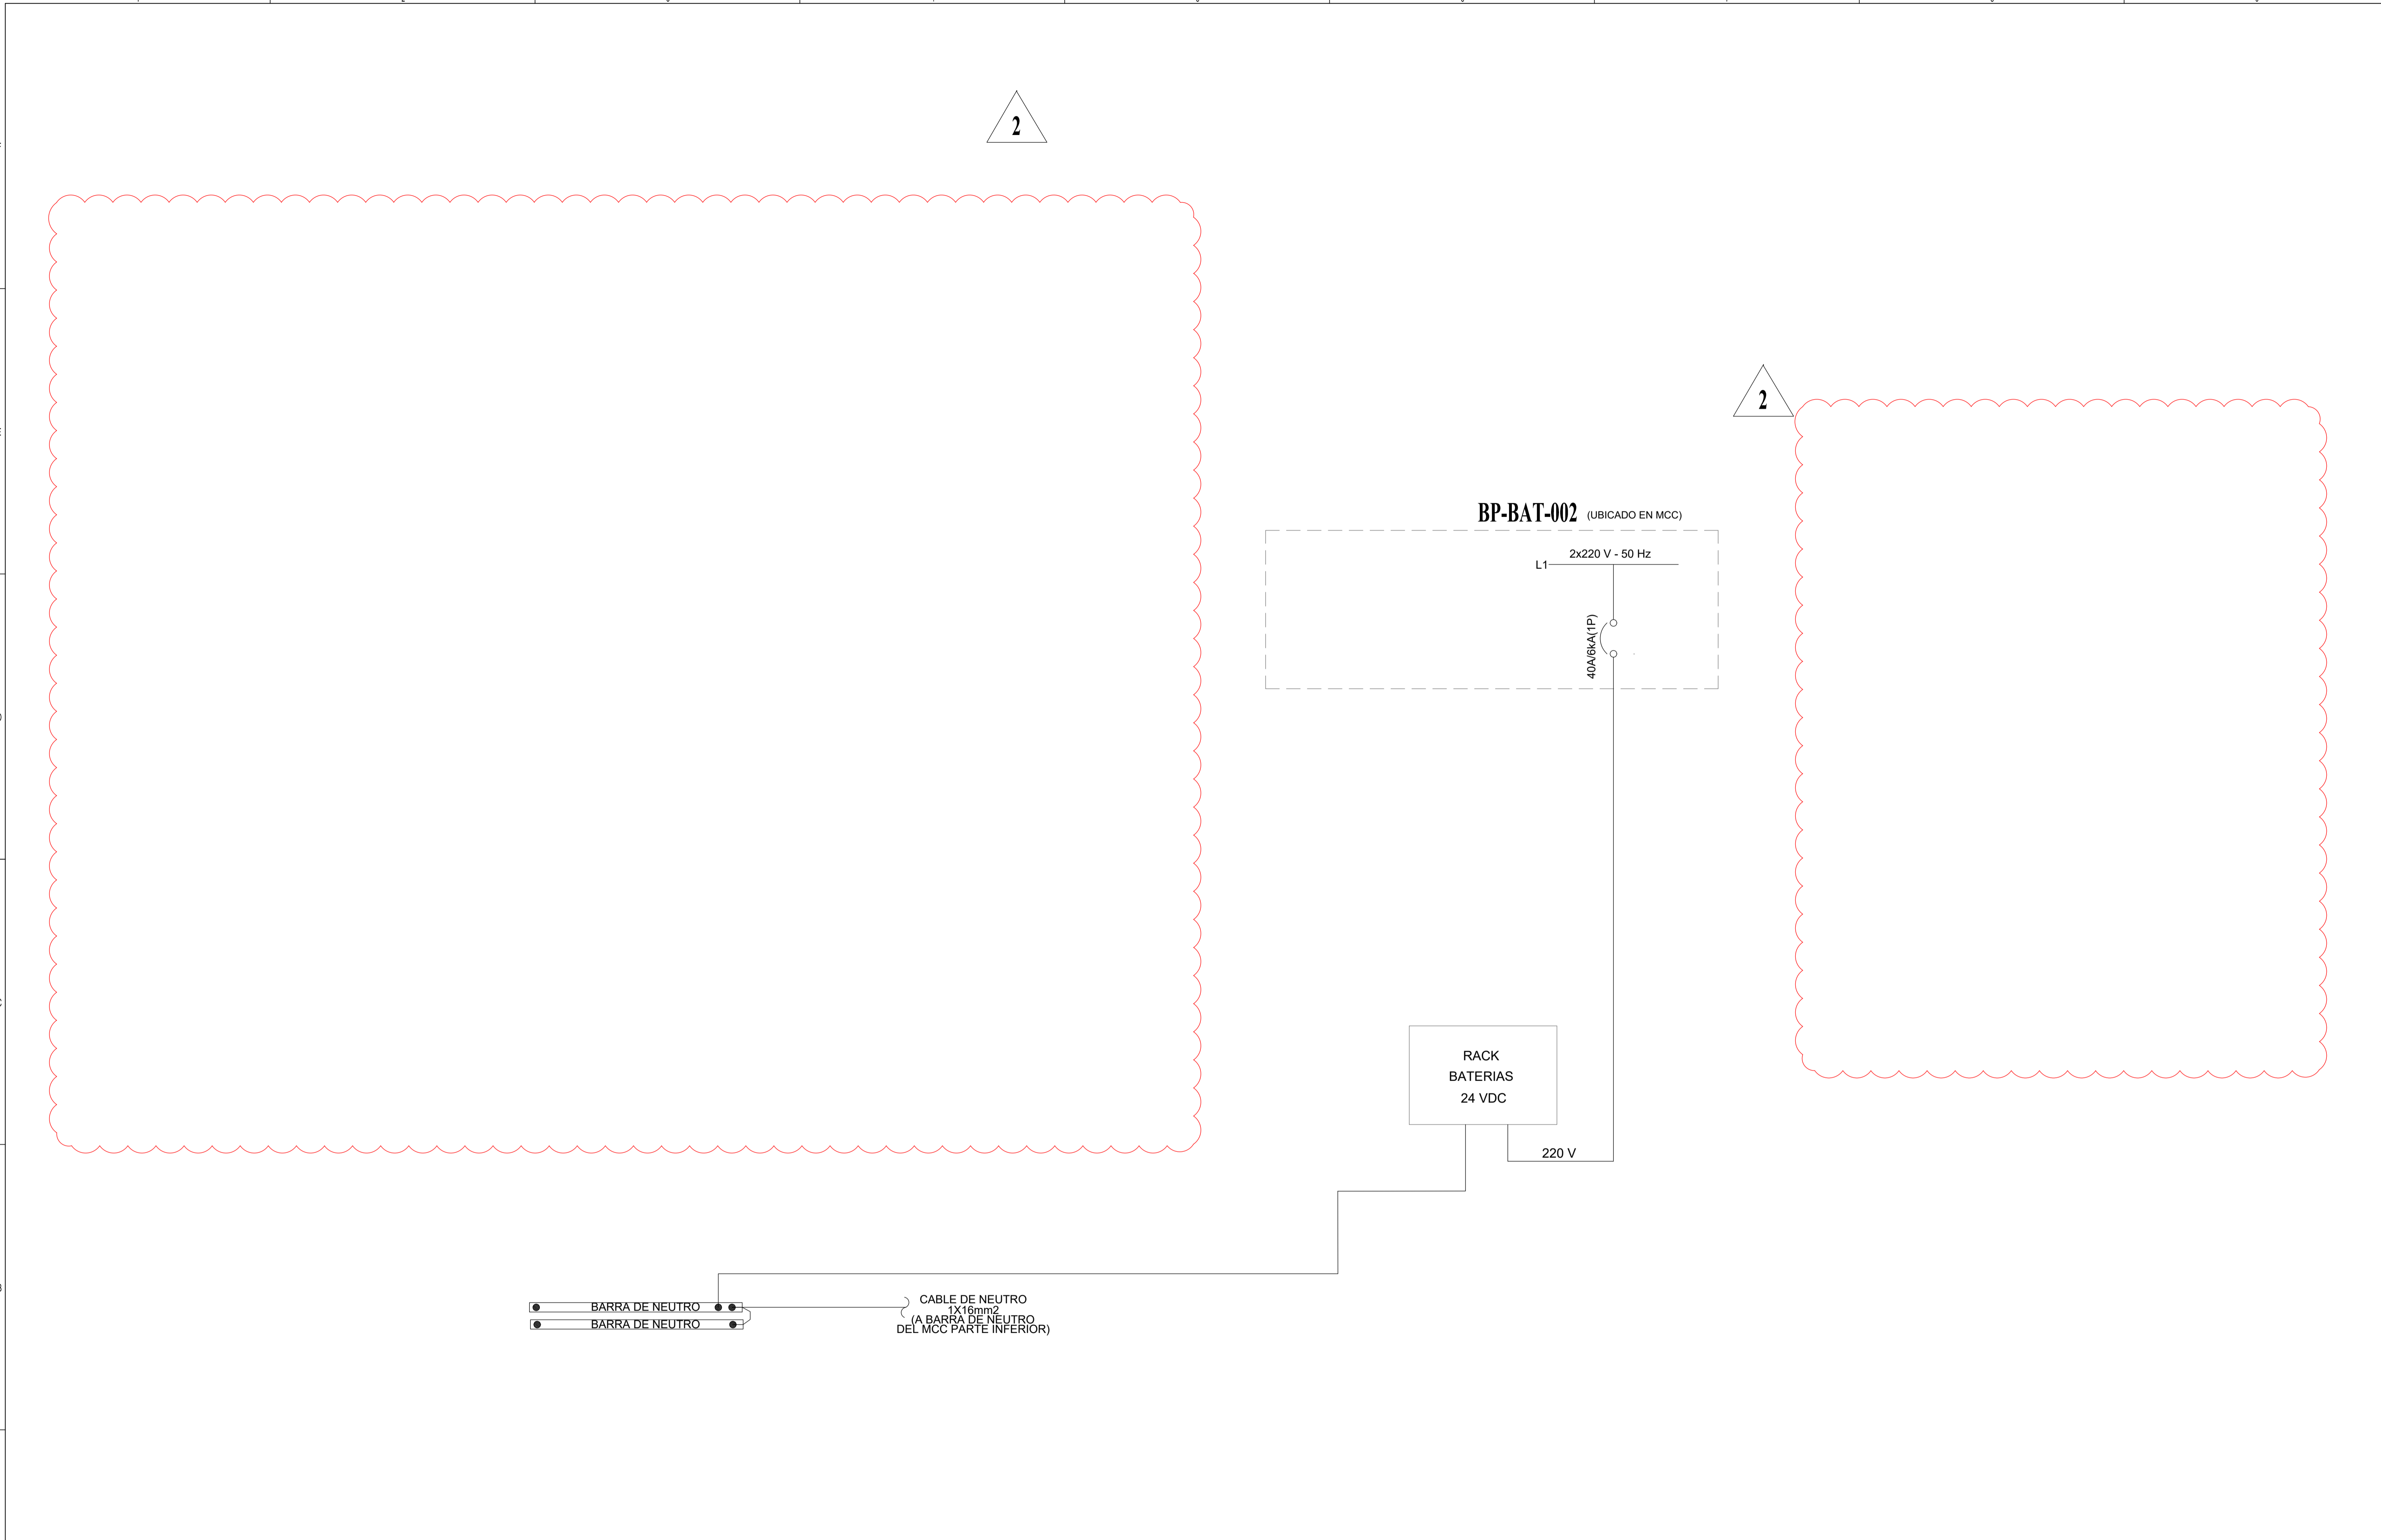 2
2
BP-BAT-002 (UBICADO EN MCC)
2x220 V - 50 Hz
L1
40A/6kA(1P)
RACK
BATERIAS
24 VDC
220 V
BARRA DE NEUTRO
BARRA DE NEUTRO
CABLE DE NEUTRO
1X16mm2
(A BARRA DE NEUTRO
DEL MCC PARTE INFERIOR)